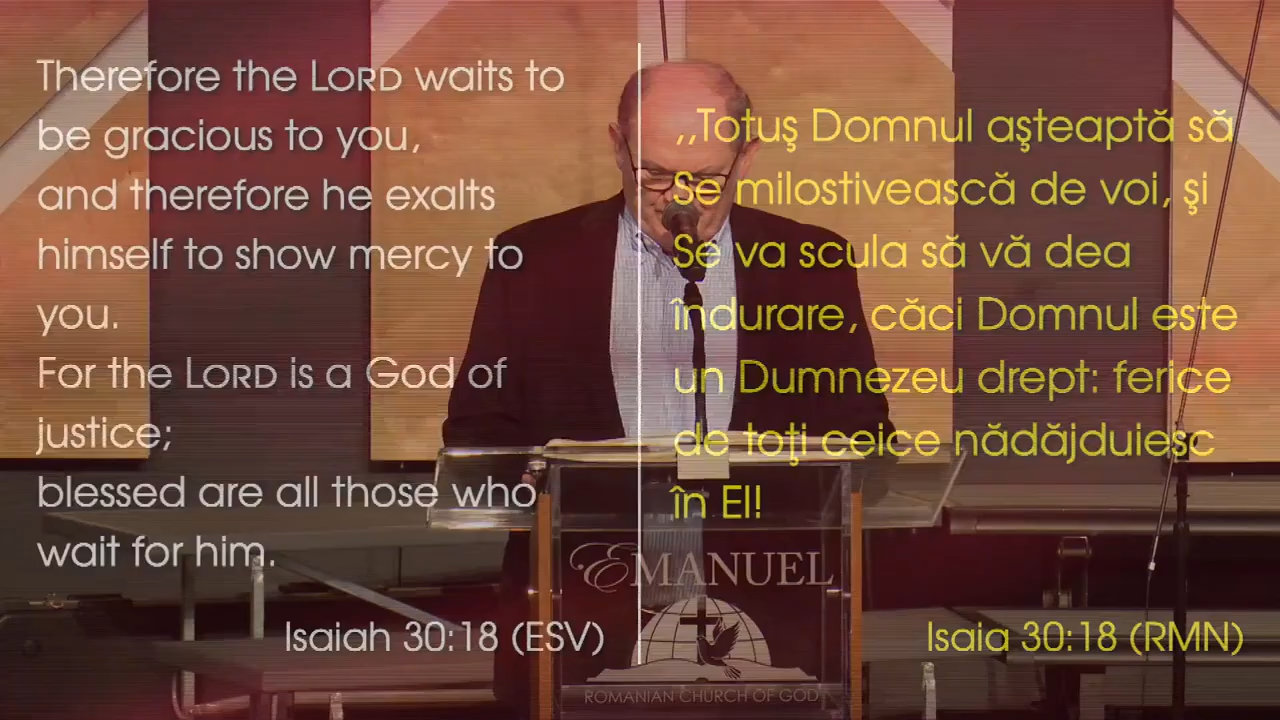 Therefore the LORD waits to
be gracious to you,
and therefore he exalts
himself to show mercy to
you.
For the LORD is a God of
justice;
blessed are all those who
wait for him.
Isaiah 30:18 (ESV)
,,Totuş Domnul aşteaptă să
Se milostivească de voi, şi
Se va scula să vă dea
îndurare, căci Domnul este
un Dumnezeu drept: ferice
de toţi ceice nădăjduiesc
în El!
Isaia 30:18 (RMN)
EMANUEL
ROMANIAN CHURCH OF GOD